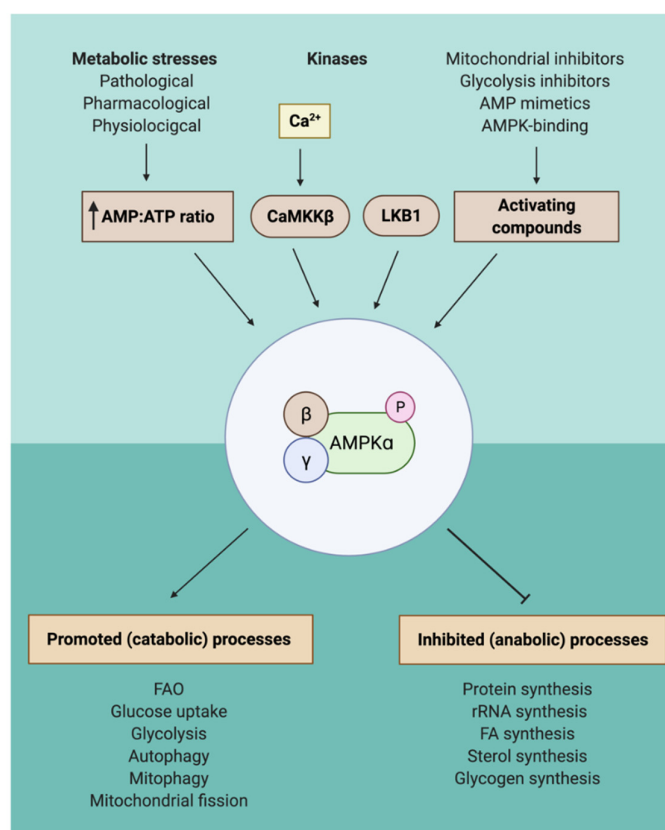 Metabolic stresses
Pathological
Pharmacological
Physiolocigcal
Kinases
Mitochondrial inhibitors
Glycolysis inhibitors
AMP mimetics
AMPK-binding
Ca²⁺
AMP:ATP ratio
CaMKKβ
LKB1
Activating
compounds
β
P
AMPKα
γ
Promoted (catabolic) processes
Inhibited (anabolic) processes
FAO
Glucose uptake
Glycolysis
Autophagy
Mitophagy
Mitochondrial fission
Protein synthesis
rRNA synthesis
FA synthesis
Sterol synthesis
Glycogen synthesis